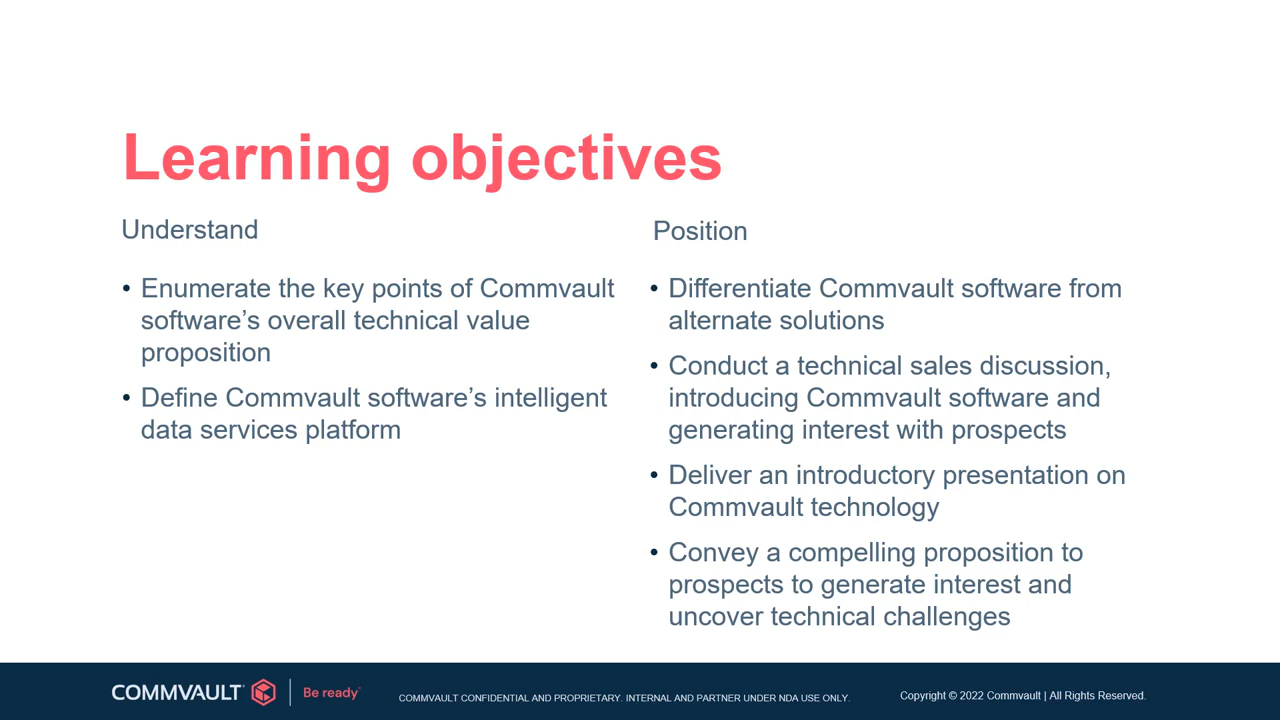 Learning objectives
Understand
• Enumerate the key points of Commvault
software’s overall technical value
proposition
• Define Commvault software’s intelligent
data services platform
Position
• Differentiate Commvault software from
alternate solutions
• Conduct a technical sales discussion,
introducing Commvault software and
generating interest with prospects
• Deliver an introductory presentation on
Commvault technology
• Convey a compelling proposition to
prospects to generate interest and
uncover technical challenges
COMMVAULT Be ready
COMMVAULT CONFIDENTIAL AND PROPRIETARY. INTERNAL AND PARTNER UNDER NDA USE ONLY.
Copyright © 2022 Commvault | All Rights Reserved.